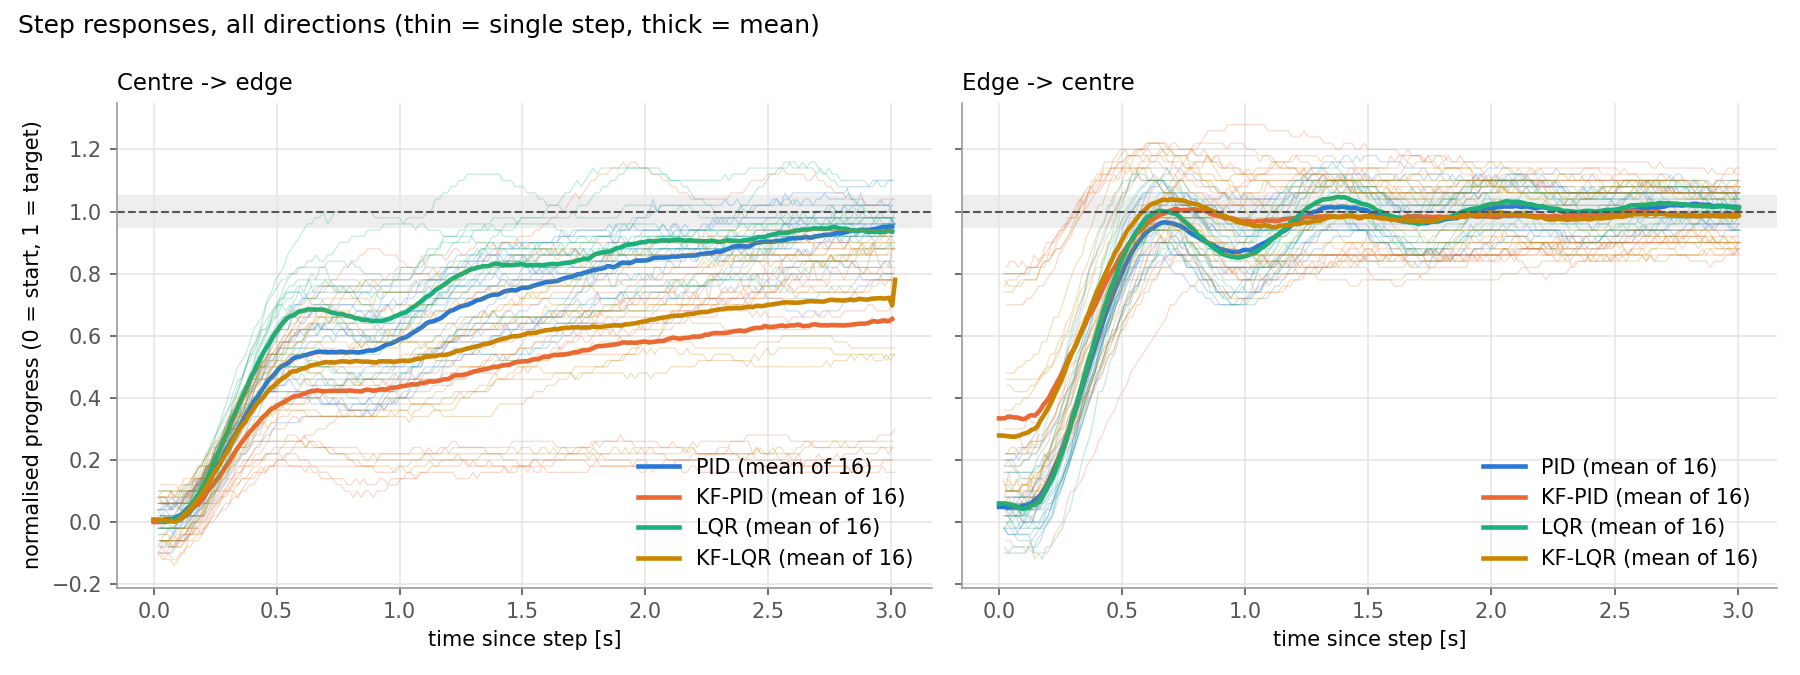 Step responses, all directions (thin = single step, thick = mean)
Centre -> edge
normalised progress (0 = start, 1 = target)
1.2
1.0
0.8
0.6
0.4
0.2
0.0
−0.2
PID (mean of 16)
KF-PID (mean of 16)
LQR (mean of 16)
KF-LQR (mean of 16)
0.0 0.5 1.0 1.5 2.0 2.5 3.0
time since step [s]
Edge -> centre
PID (mean of 16)
KF-PID (mean of 16)
LQR (mean of 16)
KF-LQR (mean of 16)
0.0 0.5 1.0 1.5 2.0 2.5 3.0
time since step [s]